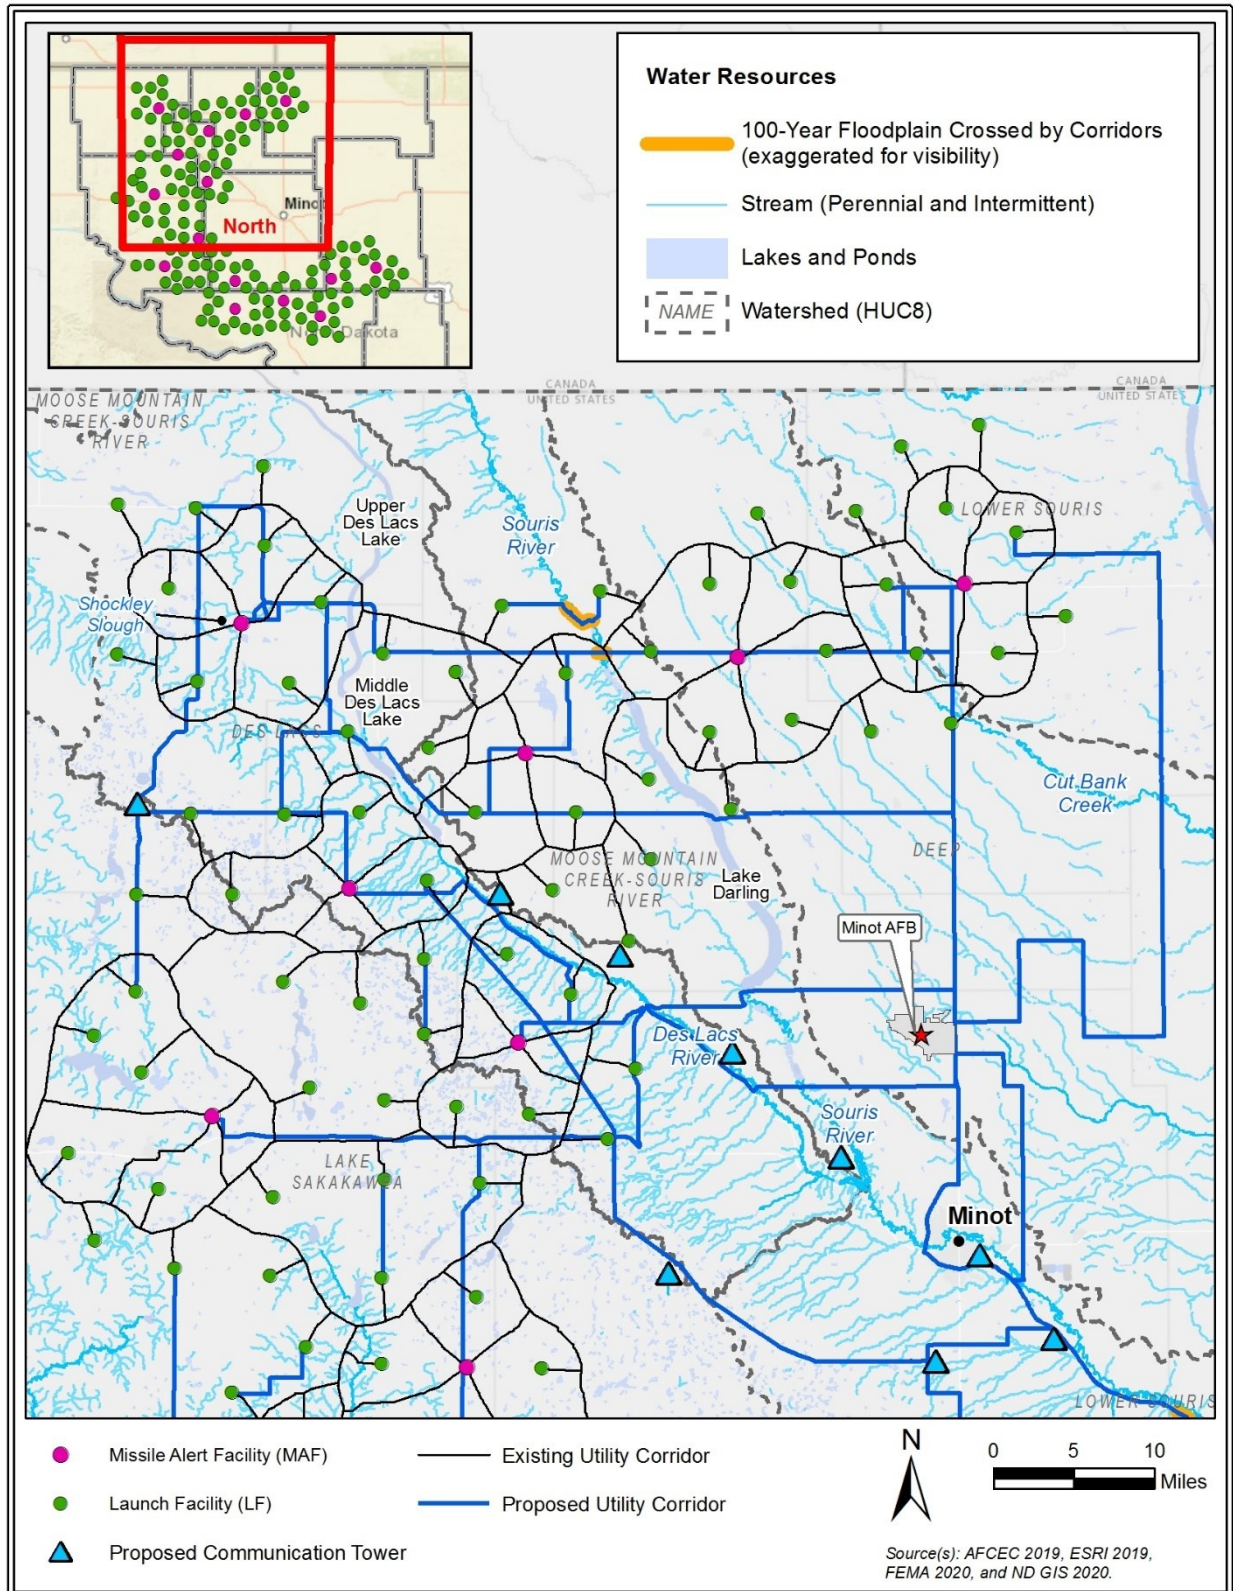 Minot
North
North Dakota
Water Resources
100-Year Floodplain Crossed by Corridors
(exaggerated for visibility)
Stream (Perennial and Intermittent)
Lakes and Ponds
NAME
Watershed (HUC8)
CANADA
UNITED STATES
CANADA
UNITED STATES
MOOSE MOUNTAIN
CREEK-SOURIS
RIVER
Upper
Des Lacs
Lake
Souris
River
LOWER SOURIS
Shockley
Slough
Middle
Des Lacs
Lake
DES LACS
Cut Bank
Creek
MOOSE MOUNTAIN
CREEK-SOURIS
RIVER
DEEP
Lake
Darling
Minot AFB
Des Lacs
River
Souris
River
LAKE
SAKAKAWEA
Minot
LOWER SOURIS
Missile Alert Facility (MAF)
Launch Facility (LF)
Proposed Communication Tower
Existing Utility Corridor
Proposed Utility Corridor
N
0 5 10
Miles
Source(s): AFCEC 2019, ESRI 2019,
FEMA 2020, and ND GIS 2020.